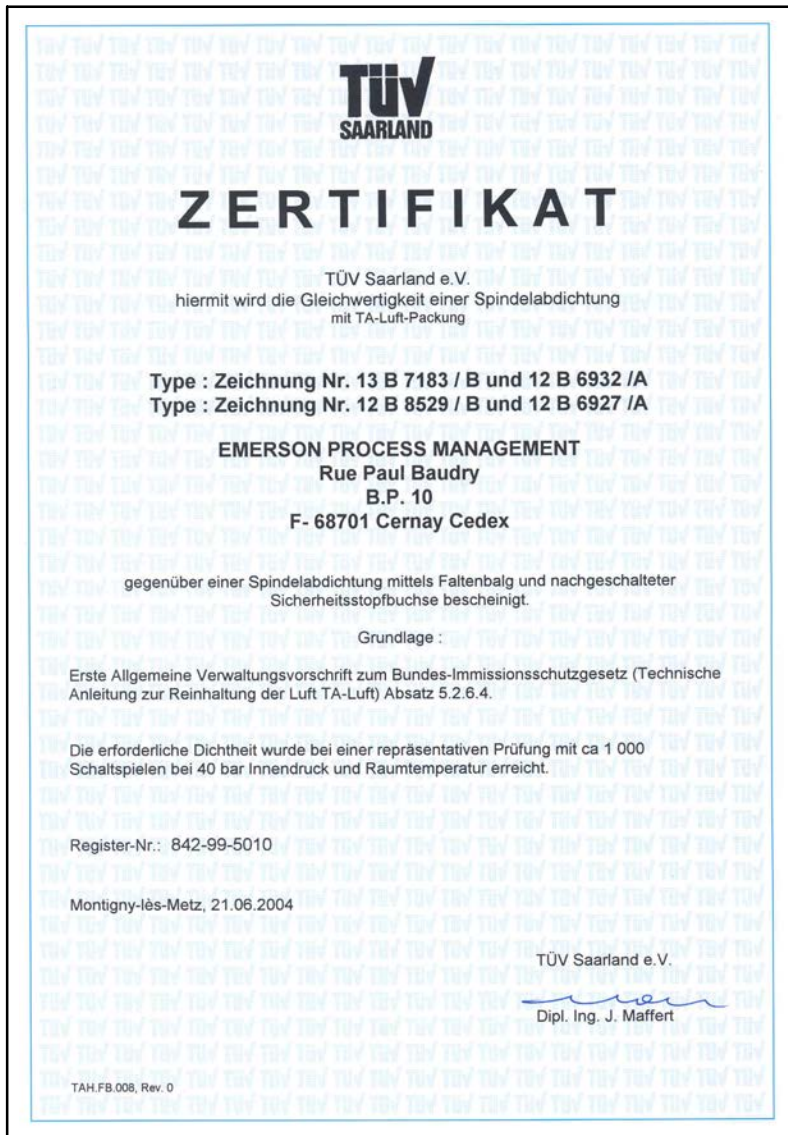 TÜV
SAARLAND
ZERTIFIKAT
TÜV Saarland e.V.
hiermit wird die Gleichwertigkeit einer Spindelabdichtung
mit TA-Luft-Packung
Type : Zeichnung Nr. 13 B 7183 / B und 12 B 6932 /A
Type : Zeichnung Nr. 12 B 8529 / B und 12 B 6927 /A
EMERSON PROCESS MANAGEMENT
Rue Paul Baudry
B.P. 10
F- 68701 Cernay Cedex
gegenüber einer Spindelabdichtung mittels Faltenbalg und nachgeschalteter
Sicherheitsstopfbuchse bescheinigt.
Grundlage :
Erste Allgemeine Verwaltungsvorschrift zum Bundes-Immissionsschutzgesetz (Technische
Anleitung zur Reinhaltung der Luft TA-Luft) Absatz 5.2.6.4.
Die erforderliche Dichtheit wurde bei einer repräsentativen Prüfung mit ca 1 000
Schaltspielen bei 40 bar Innendruck und Raumtemperatur erreicht.
Register-Nr.: 842-99-5010
Montigny-lès-Metz, 21.06.2004
TÜV Saarland e.V.
Dipl. Ing. J. Maffert
TAH.FB.008, Rev. 0